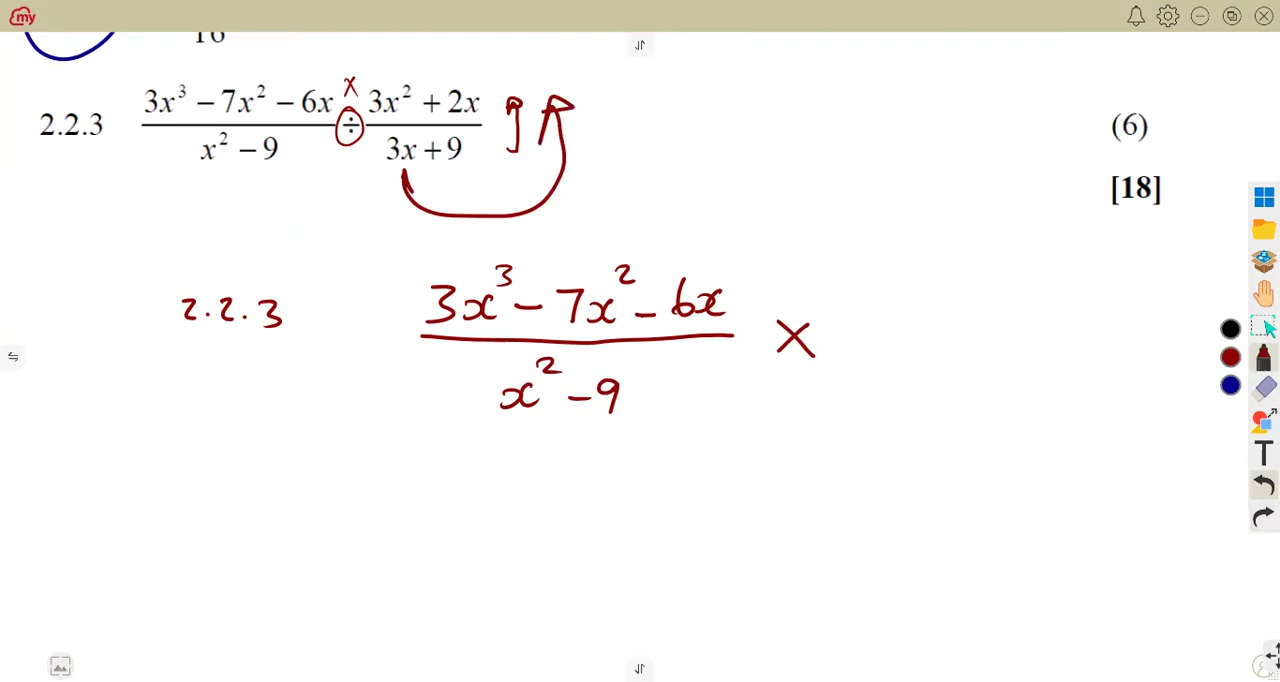 my
16
2.2.3 (3x³ − 7x² − 6x)/(x² − 9) ÷ × (3x² + 2x)/(3x + 9) (6)
[18]
2.2.3 (3x³ − 7x² − 6x)/(x² − 9) ×
T